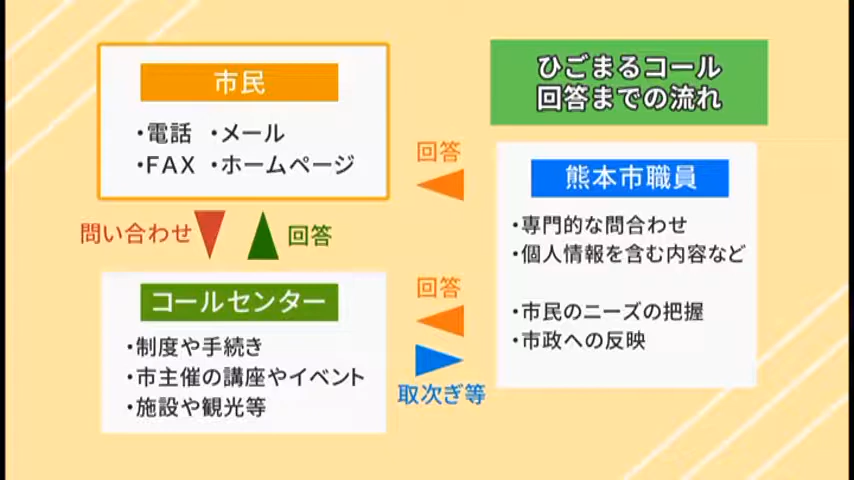 ひごまるコール
回答までの流れ
市民
・電話 ・メール
・FAX ・ホームページ
回答
熊本市職員
・専門的な問合わせ
・個人情報を含む内容など
・市民のニーズの把握
・市政への反映
問い合わせ
回答
コールセンター
・制度や手続き
・市主催の講座やイベント
・施設や観光等
回答
取次ぎ等